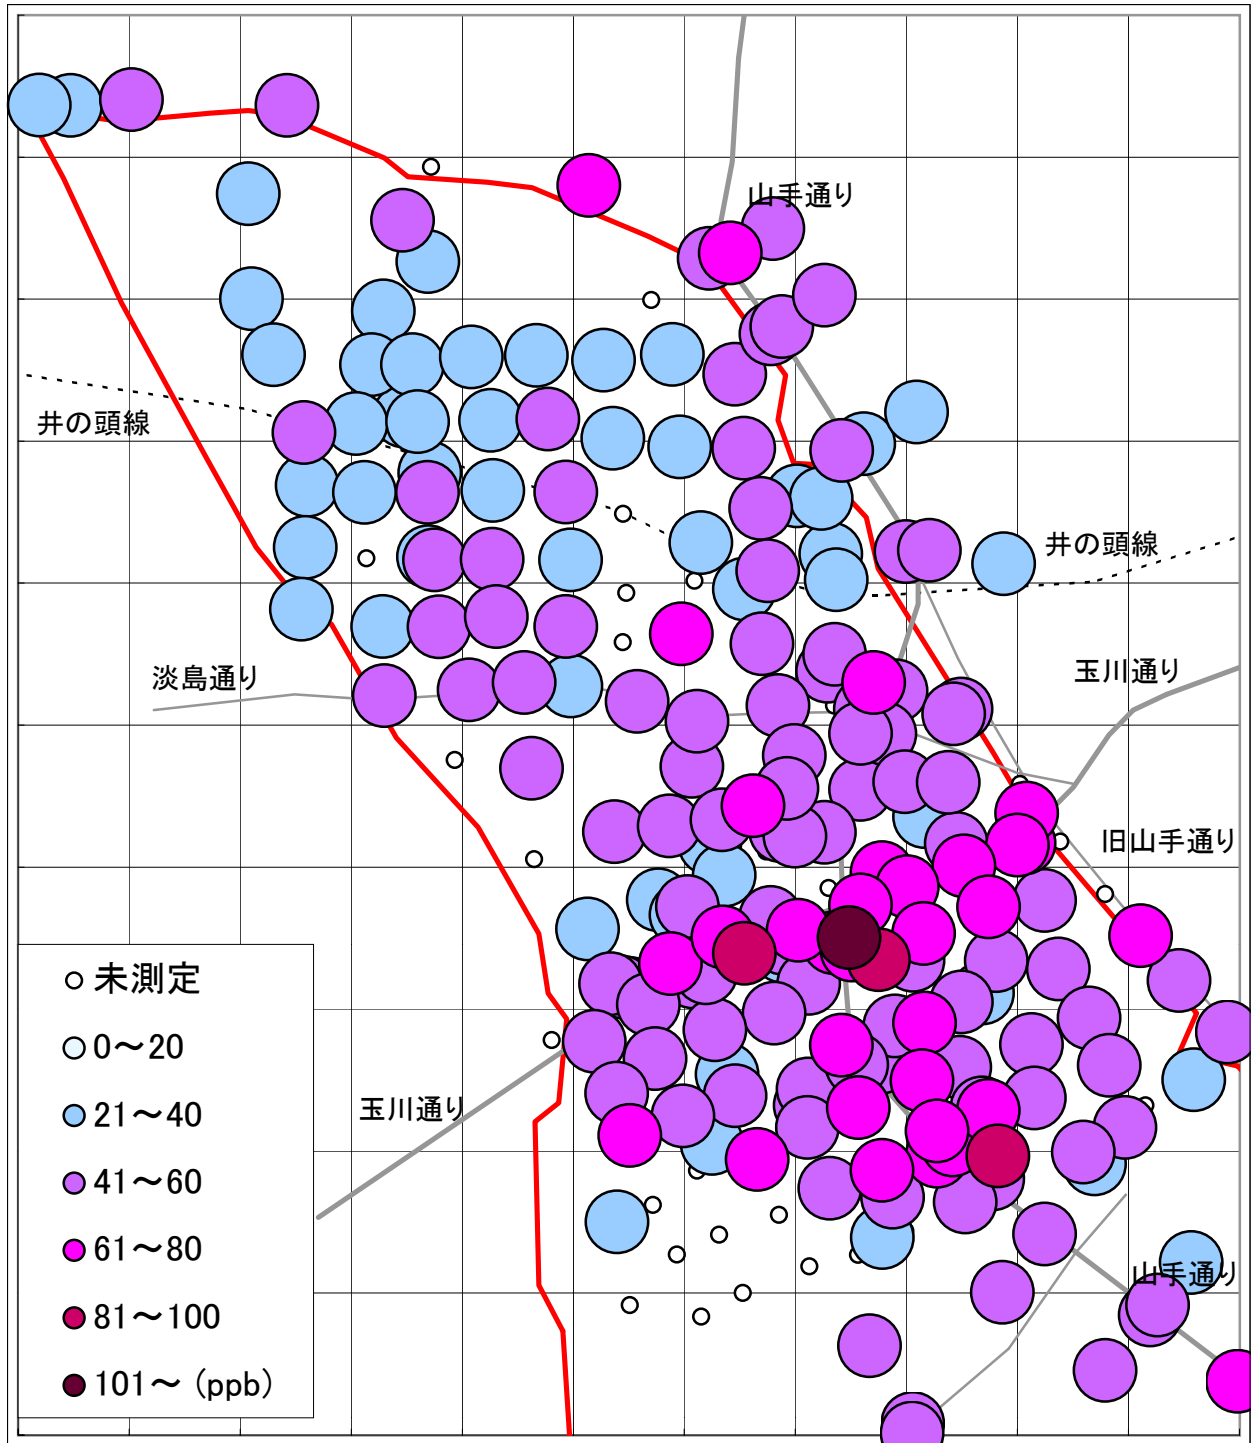 山手通り
井の頭線
井の頭線
淡島通り
玉川通り
旧山手通り
未測定
0～20
21～40
玉川通り
41～60
61～80
山手通り
81～100
101～ (ppb)